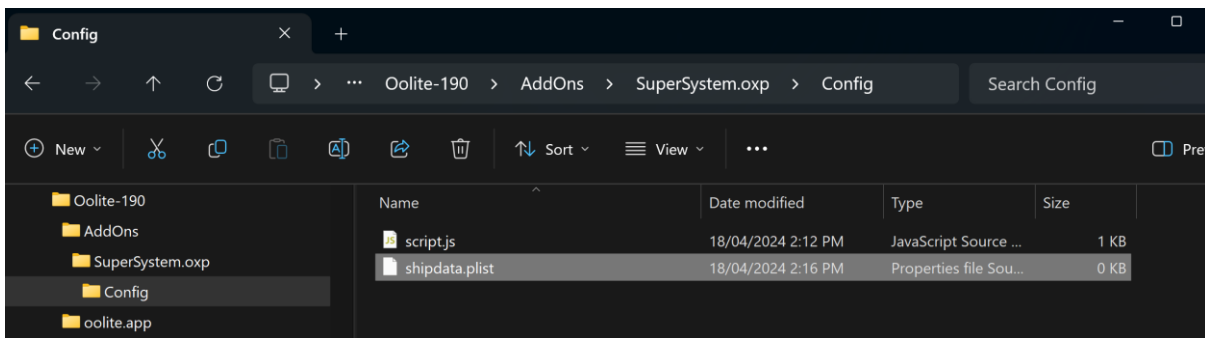 Config
Oolite-190 > AddOns > SuperSystem.oxp > Config
Search Config
New
Sort
View
Pre
Oolite-190
AddOns
SuperSystem.oxp
Config
oolite.app
Name Date modified Type Size
JS script.js 18/04/2024 2:12 PM JavaScript Source ... 1 KB
shipdata.plist 18/04/2024 2:16 PM Properties file Sou... 0 KB